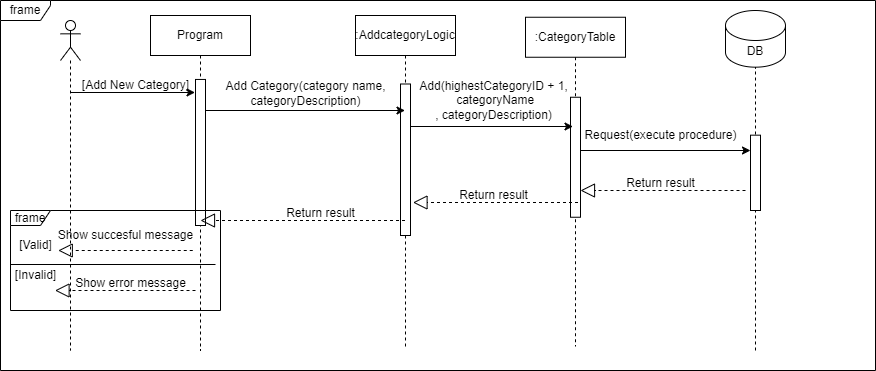 frame
Program
:AddcategoryLogic
:CategoryTable
DB
[Add New Category]
Add Category(category name,
categoryDescription)
Add(highestCategoryID + 1,
categoryName
, categoryDescription)
Request(execute procedure)
Return result
Return result
Return result
frame
Show succesful message
[Valid]
[Invalid]
Show error message